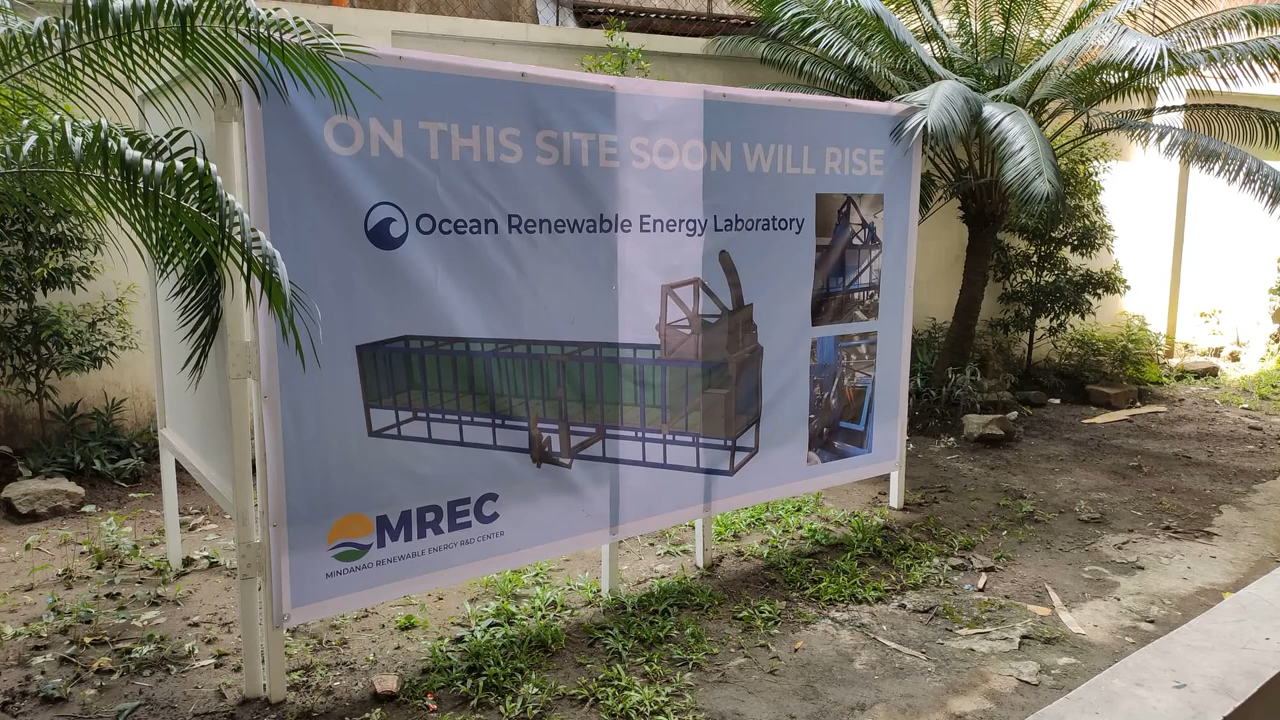 ON THIS SITE SOON WILL RISE
Ocean Renewable Energy Laboratory
MREC
MINDANAO RENEWABLE ENERGY R&D CENTER